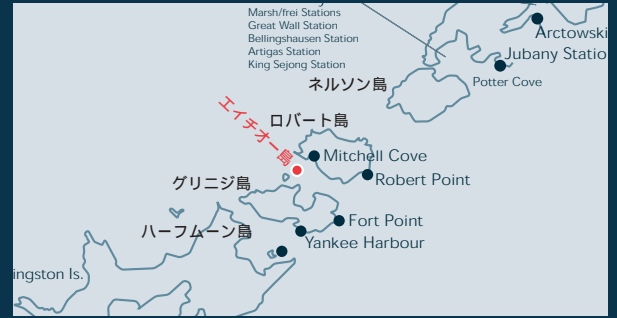 Marsh/frei Stations
Great Wall Station
Bellingshausen Station
Artigas Station
King Sejong Station
Arctowski
Jubany Statio
Potter Cove
ネルソン島
ロバート島
エイチオー島
Mitchell Cove
Robert Point
グリニジ島
Fort Point
ハーフムーン島
Yankee Harbour
ingston Is.